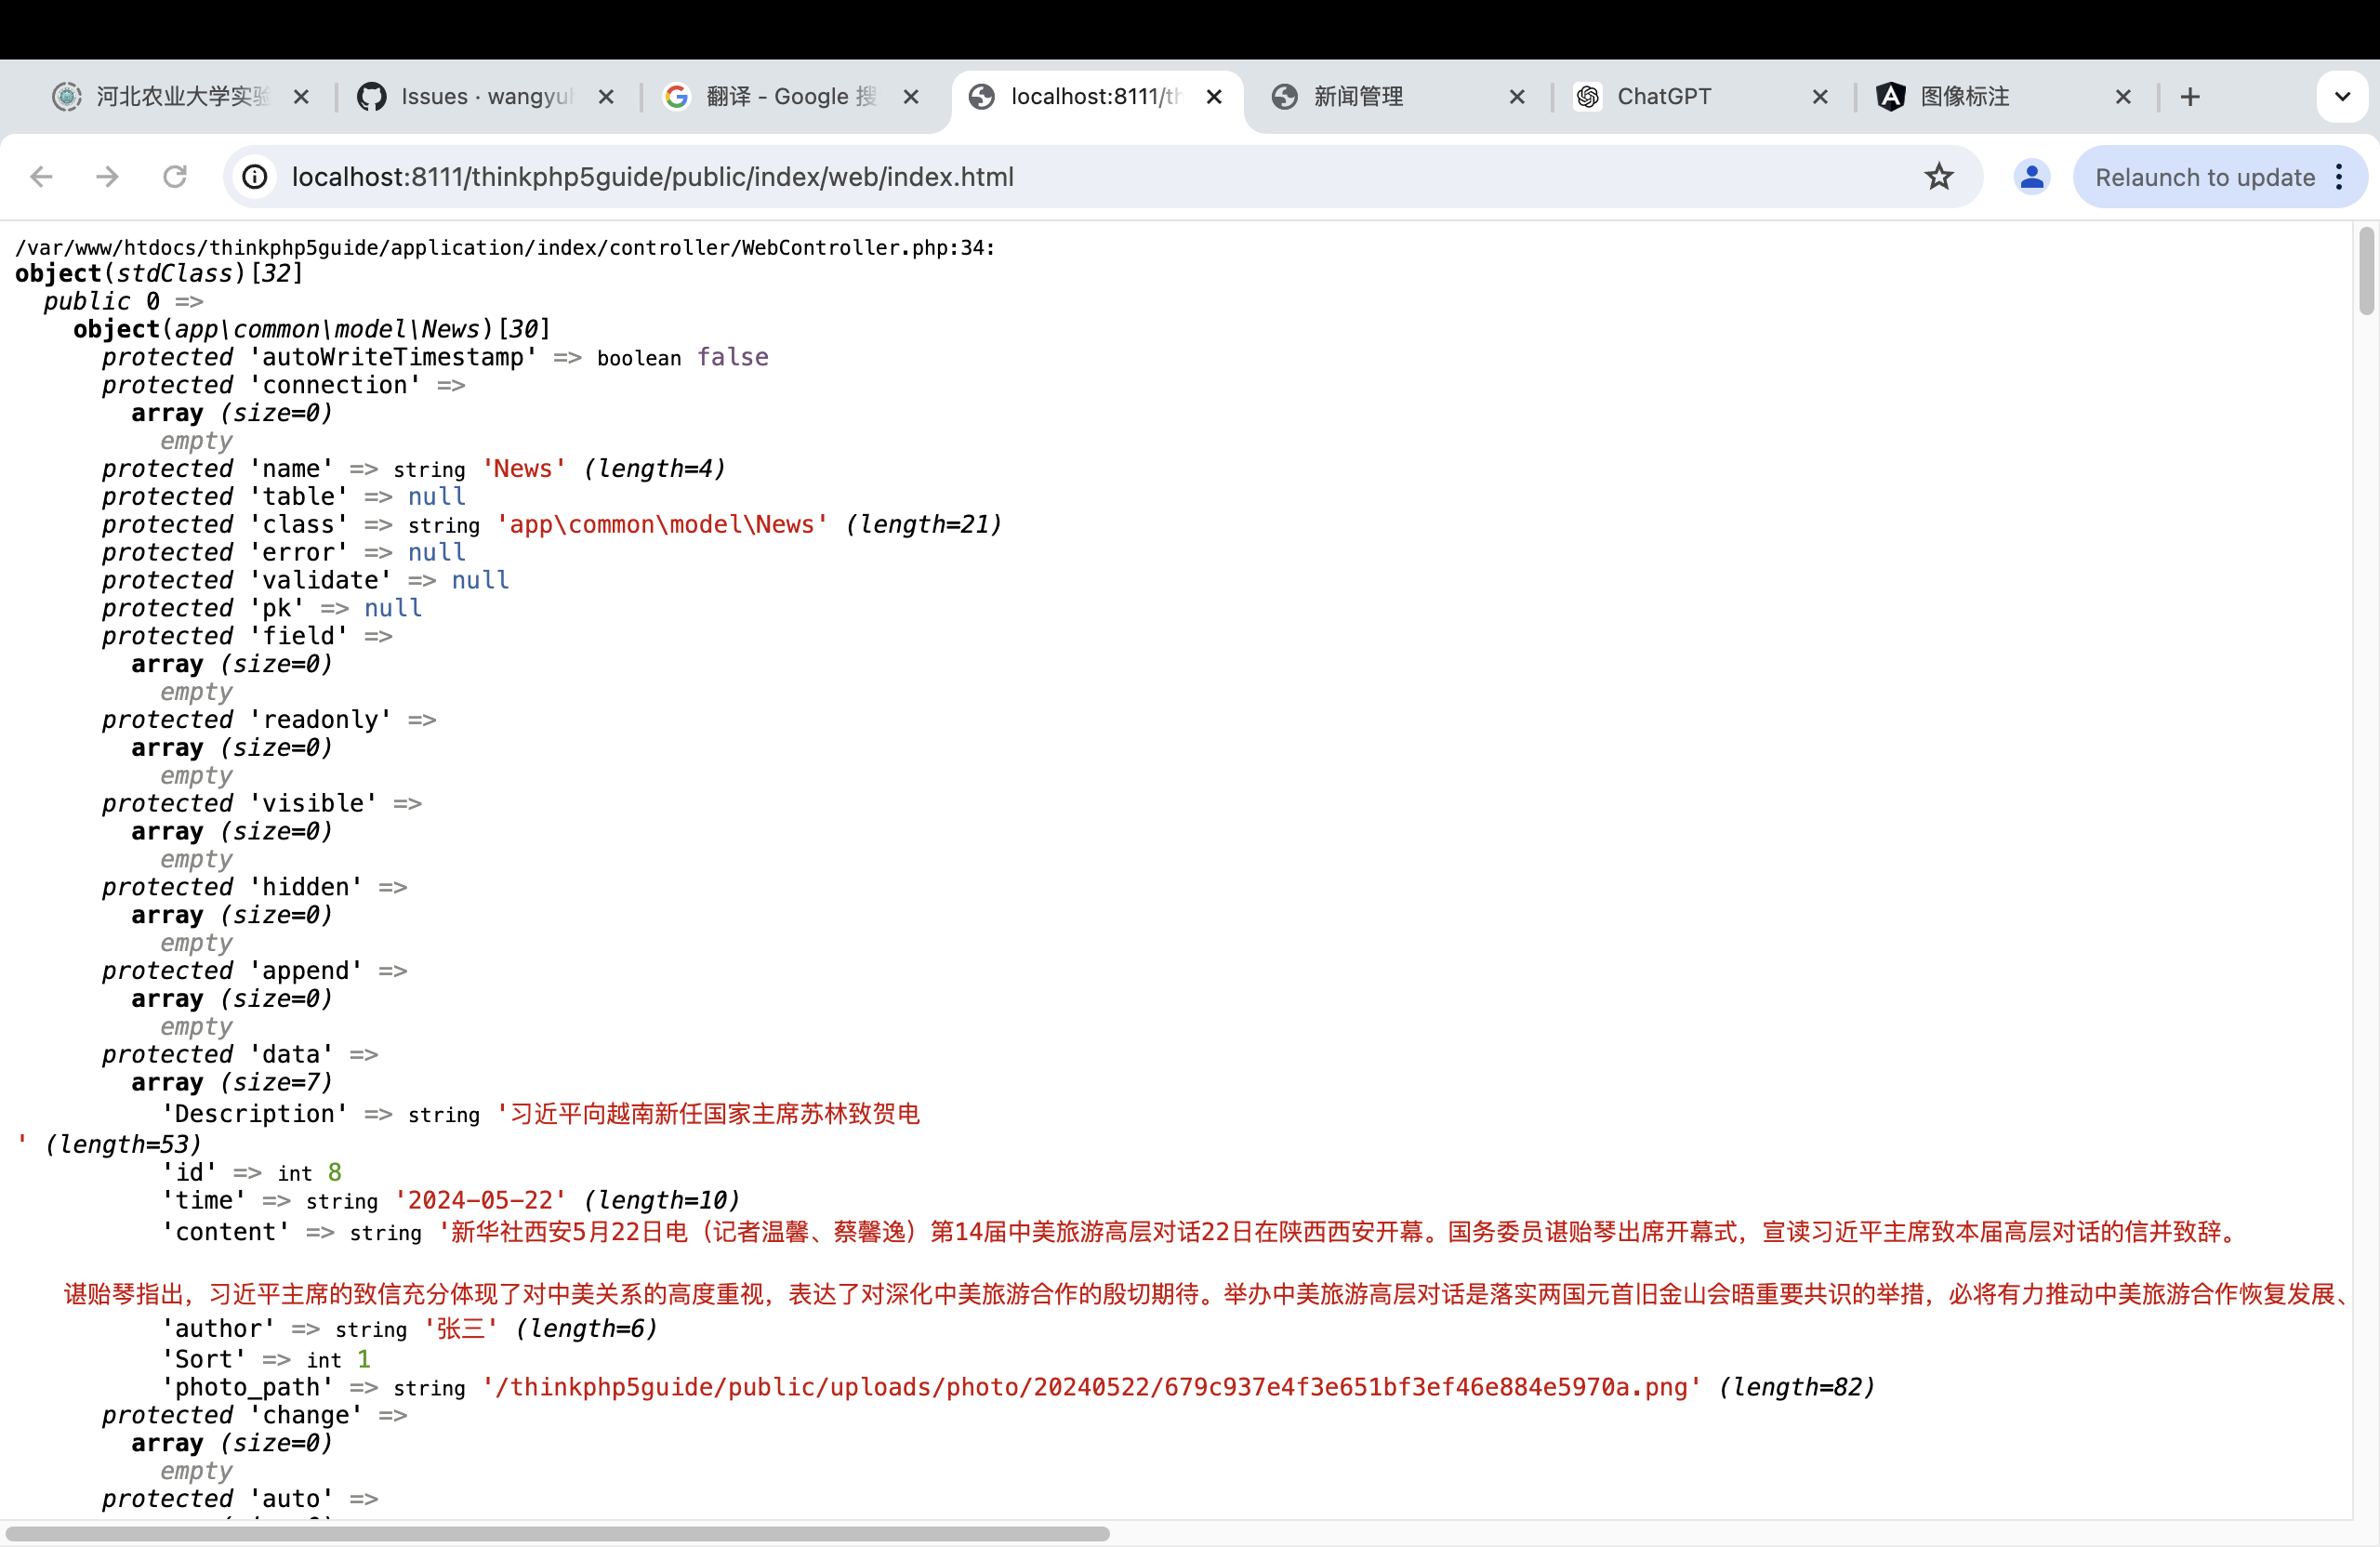 河北农业大学实验
Issues · wangyuh
翻译 - Google 搜
localhost:8111/th
新闻管理
ChatGPT
图像标注
localhost:8111/thinkphp5guide/public/index/web/index.html
Relaunch to update
/var/www/htdocs/thinkphp5guide/application/index/controller/WebController.php:34:
object(stdClass)[32]
public 0 =>
object(app\common\model\News)[30]
protected 'autoWriteTimestamp' => boolean false
protected 'connection' =>
array (size=0)
empty
protected 'name' => string 'News' (length=4)
protected 'table' => null
protected 'class' => string 'app\common\model\News' (length=21)
protected 'error' => null
protected 'validate' => null
protected 'pk' => null
protected 'field' =>
array (size=0)
empty
protected 'readonly' =>
array (size=0)
empty
protected 'visible' =>
array (size=0)
empty
protected 'hidden' =>
array (size=0)
empty
protected 'append' =>
array (size=0)
empty
protected 'data' =>
array (size=7)
'Description' => string '习近平向越南新任国家主席苏林致贺电
' (length=53)
'id' => int 8
'time' => string '2024-05-22' (length=10)
'content' => string '新华社西安5月22日电（记者温馨、蔡馨逸）第14届中美旅游高层对话22日在陕西西安开幕。国务委员谌贻琴出席开幕式，宣读习近平主席致本届高层对话的信并致辞。
谌贻琴指出，习近平主席的致信充分体现了对中美关系的高度重视，表达了对深化中美旅游合作的殷切期待。举办中美旅游高层对话是落实两国元首旧金山会晤重要共识的举措，必将有力推动中美旅游合作恢复发展、
'author' => string '张三' (length=6)
'Sort' => int 1
'photo_path' => string '/thinkphp5guide/public/uploads/photo/20240522/679c937e4f3e651bf3ef46e884e5970a.png' (length=82)
protected 'change' =>
array (size=0)
empty
protected 'auto' =>